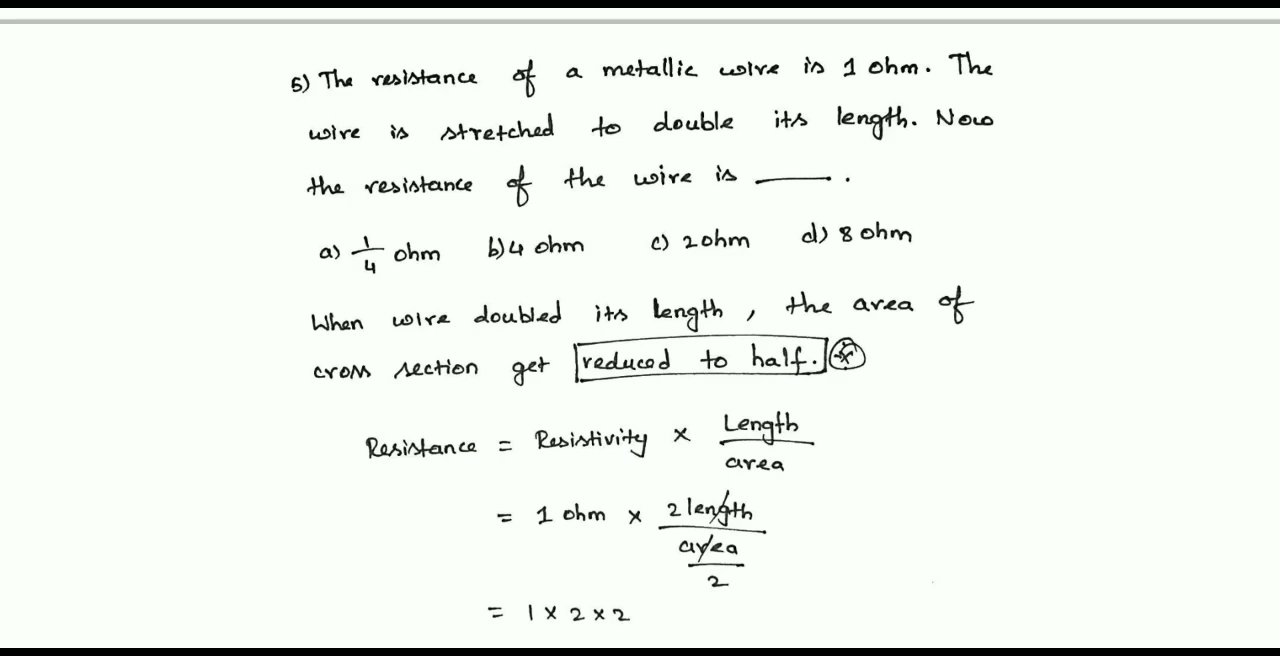 5) The resistance of a metallic wire is 1 ohm. The
wire is stretched to double its length. Now
the resistance of the wire is ____.
a) 1/4 ohm b) 4 ohm c) 2 ohm d) 8 ohm
When wire doubled its length, the area of
cross section get reduced to half.
Resistance = Resistivity × Length/area
= 1 ohm × 2 length/(area/2)
= 1 × 2 × 2